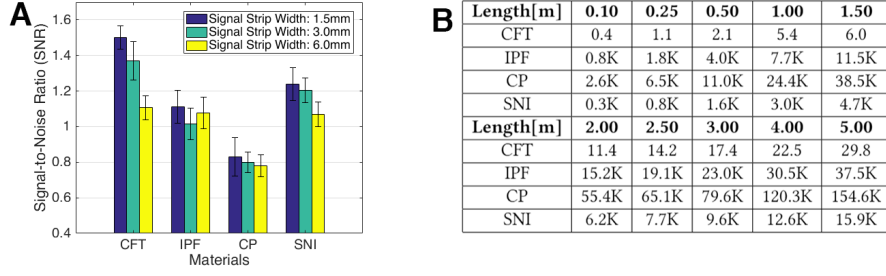 A
Signal-to-Noise Ratio (SNR)
1.6
1.4
1.2
1
0.8
0.6
0.4
Signal Strip Width: 1.5mm
Signal Strip Width: 3.0mm
Signal Strip Width: 6.0mm
CFT IPF CP SNI
Materials
B
Length[m] 0.10 0.25 0.50 1.00 1.50
CFT 0.4 1.1 2.1 5.4 6.0
IPF 0.8K 1.8K 4.0K 7.7K 11.5K
CP 2.6K 6.5K 11.0K 24.4K 38.5K
SNI 0.3K 0.8K 1.6K 3.0K 4.7K
Length[m] 2.00 2.50 3.00 4.00 5.00
CFT 11.4 14.2 17.4 22.5 29.8
IPF 15.2K 19.1K 23.0K 30.5K 37.5K
CP 55.4K 65.1K 79.6K 120.3K 154.6K
SNI 6.2K 7.7K 9.6K 12.6K 15.9K